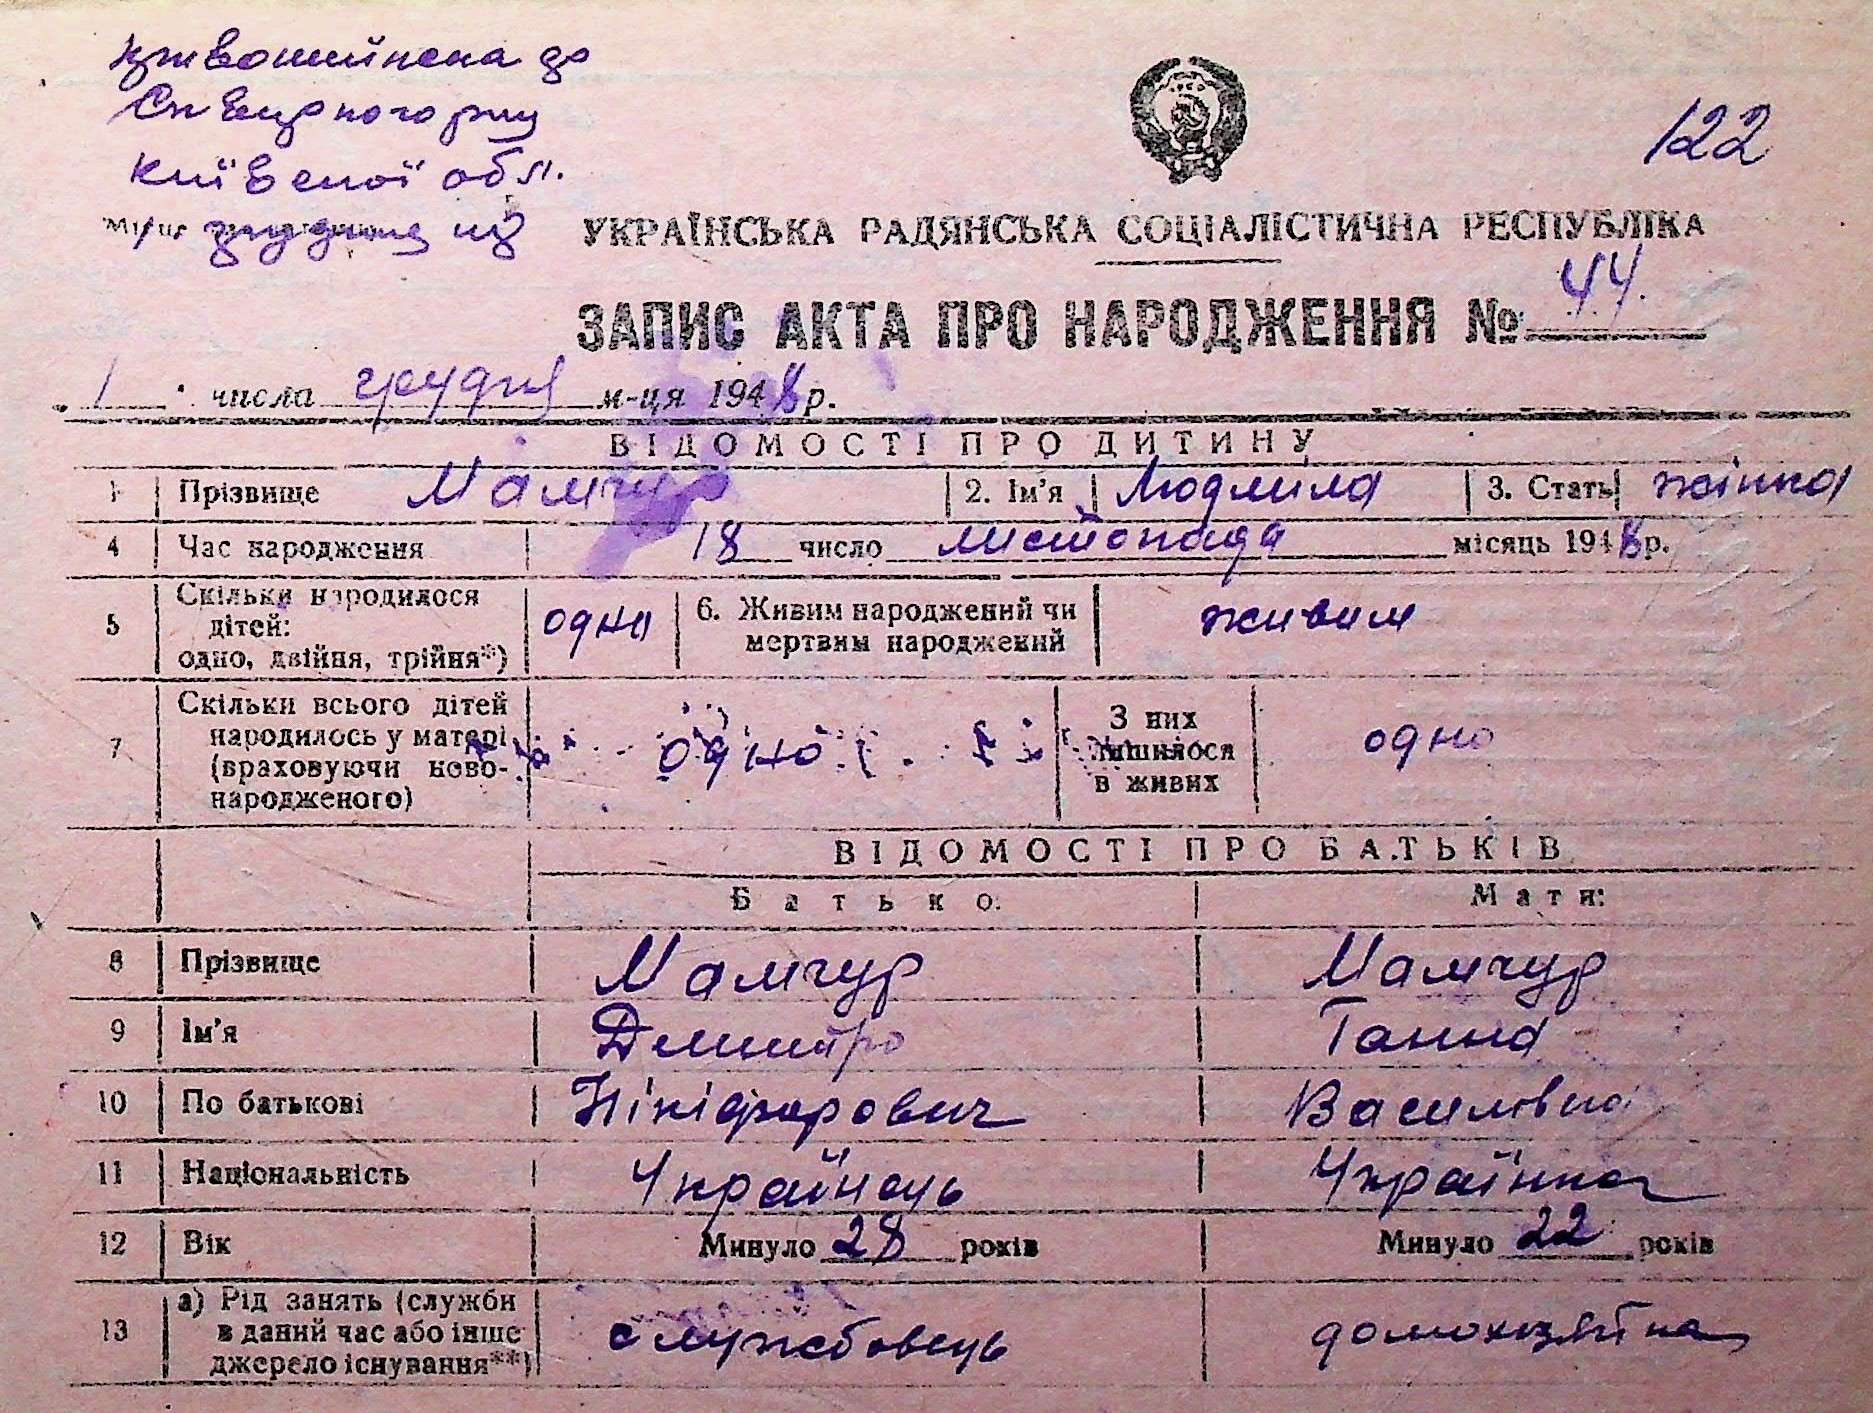 Кривошийнська
Сквирського р-ну
Київської обл.
122
УКРАЇНСЬКА РАДЯНСЬКА СОЦІАЛІСТИЧНА РЕСПУБЛІКА
ЗАПИС АКТА ПРО НАРОДЖЕННЯ № 44.
1 числа грудня м-ця 1948 р.
ВІДОМОСТІ ПРО ДИТИНУ
1 Прізвище Мамчур 2. Ім'я Людмила 3. Стать жінка
4 Час народження 18 число листопада місяць 1948 р.
5 Скільки народилося дітей: одно, двійня, трійня*) одно 6. Живим народжений чи мертвим народжений живим
7 Скільки всього дітей народилось у матері (враховуючи ново-народженого) одно З них лишилося в живих одно
ВІДОМОСТІ ПРО БАТЬКІВ
Батько: Мати:
8 Прізвище Мамчур Мамчур
9 Ім'я Дмитро Ганна
10 По батькові Нікіфорович Василівна
11 Національність Українець Українка
12 Вік Минуло 28 років Минуло 22 років
13 а) Рід занять (служби в даний час або інше джерело існування**) службовець домохазяйка